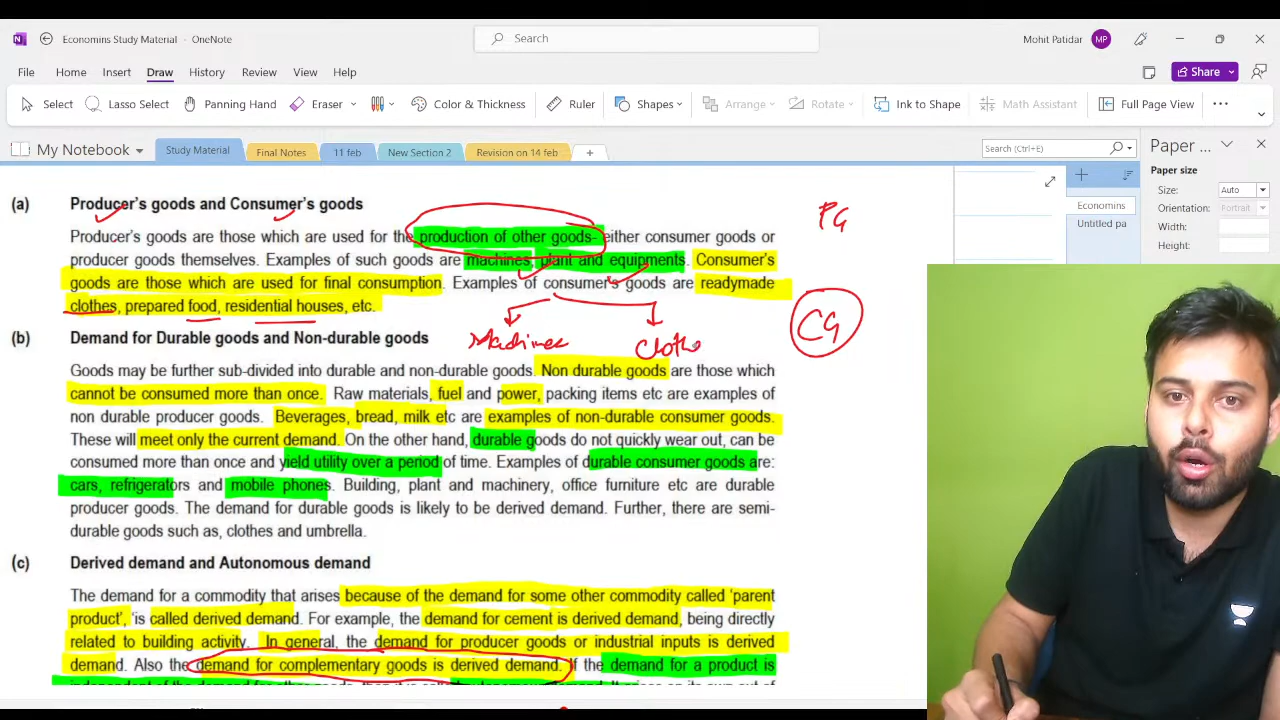 Economins Study Material - OneNote
Search
Mohit Patidar MP
File Home Insert Draw History Review View Help
Share
Select Lasso Select Panning Hand Eraser Color & Thickness Ruler Shapes Arrange Rotate Ink to Shape Math Assistant Full Page View
My Notebook Study Material Final Notes 11 feb New Section 2 Revision on 14 feb + Search (Ctrl+E)
Paper ...
Paper size
Size: Auto
Orientation: Portrait
Width:
Height:
Economins
Untitled pa
(a) Producer's goods and Consumer's goods
Producer's goods are those which are used for the production of other goods- either consumer goods or
producer goods themselves. Examples of such goods are machines, plant and equipments. Consumer's
goods are those which are used for final consumption. Examples of consumer's goods are readymade
clothes, prepared food, residential houses, etc.
PG
CG
Machines Cloth
(b) Demand for Durable goods and Non-durable goods
Goods may be further sub-divided into durable and non-durable goods. Non durable goods are those which
cannot be consumed more than once. Raw materials, fuel and power, packing items etc are examples of
non durable producer goods. Beverages, bread, milk etc are examples of non-durable consumer goods.
These will meet only the current demand. On the other hand, durable goods do not quickly wear out, can be
consumed more than once and yield utility over a period of time. Examples of durable consumer goods are:
cars, refrigerators and mobile phones. Building, plant and machinery, office furniture etc are durable
producer goods. The demand for durable goods is likely to be derived demand. Further, there are semi-
durable goods such as, clothes and umbrella.
(c) Derived demand and Autonomous demand
The demand for a commodity that arises because of the demand for some other commodity called 'parent
product', 'is called derived demand. For example, the demand for cement is derived demand, being directly
related to building activity. In general, the demand for producer goods or industrial inputs is derived
demand. Also the demand for complementary goods is derived demand. If the demand for a product is